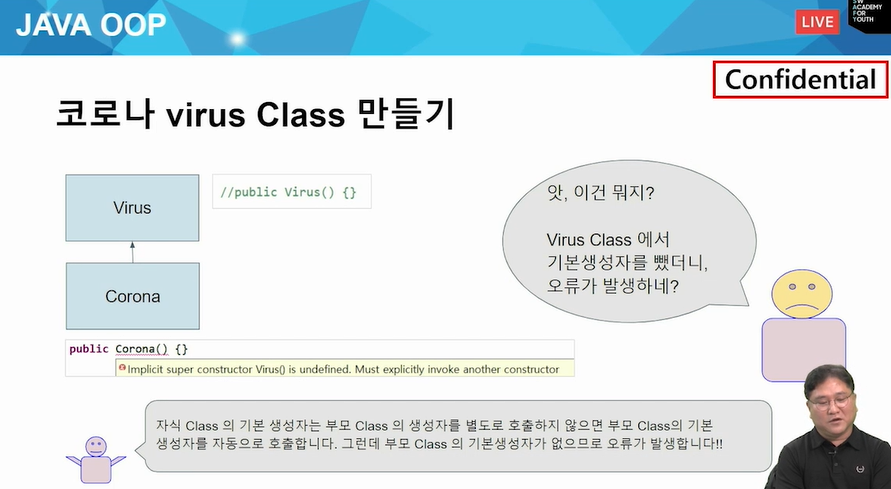 JAVA OOP
LIVE
SW
ACADEMY
FOR
YOUTH
Confidential
코로나 virus Class 만들기
Virus
//public Virus() {}
Corona
앗, 이건 뭐지?
Virus Class 에서
기본생성자를 뺐더니,
오류가 발생하네?
public Corona() {}
Implicit super constructor Virus() is undefined. Must explicitly invoke another constructor
자식 Class 의 기본 생성자는 부모 Class 의 생성자를 별도로 호출하지 않으면 부모 Class의 기본
생성자를 자동으로 호출합니다. 그런데 부모 Class 의 기본생성자가 없으므로 오류가 발생합니다!!